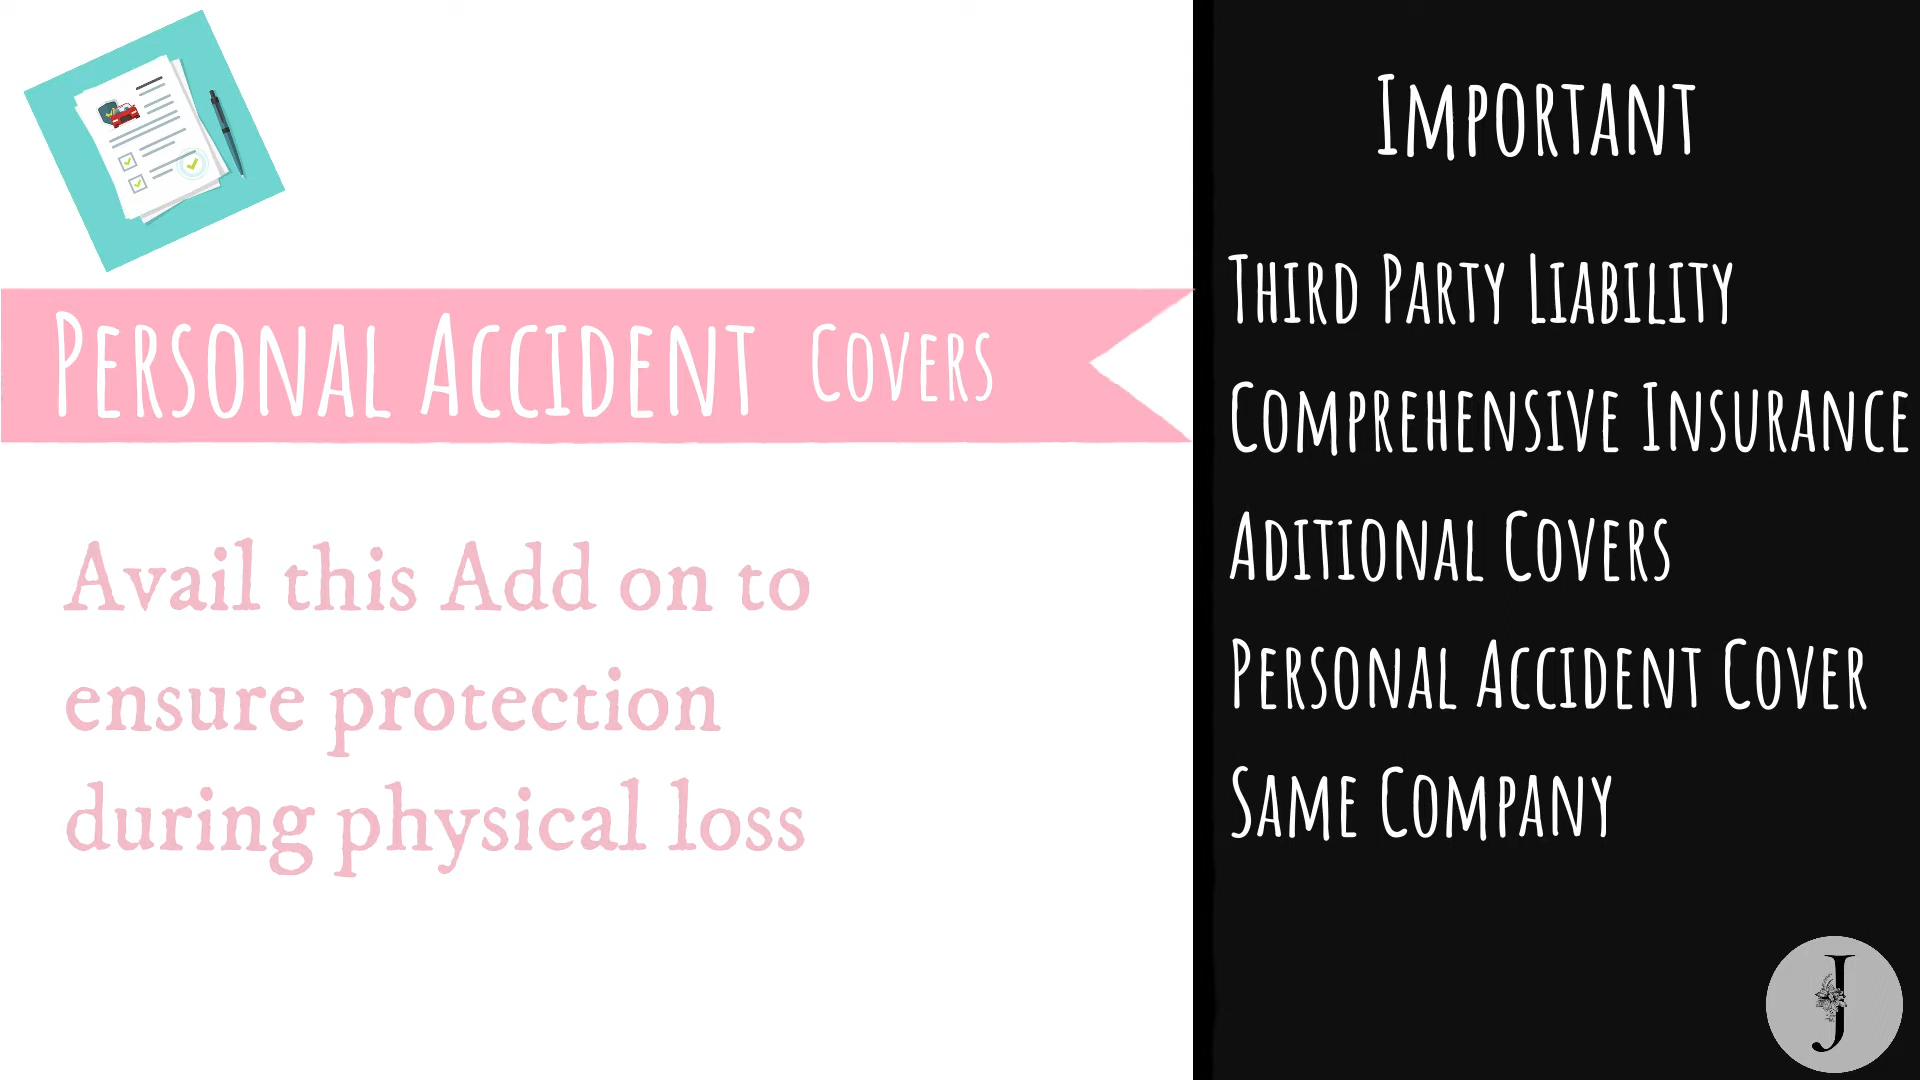 Personal Accident Covers
Avail this Add on to
ensure protection
during physical loss
Important
Third Party Liability
Comprehensive Insurance
Aditional Covers
Personal Accident Cover
Same Company
J